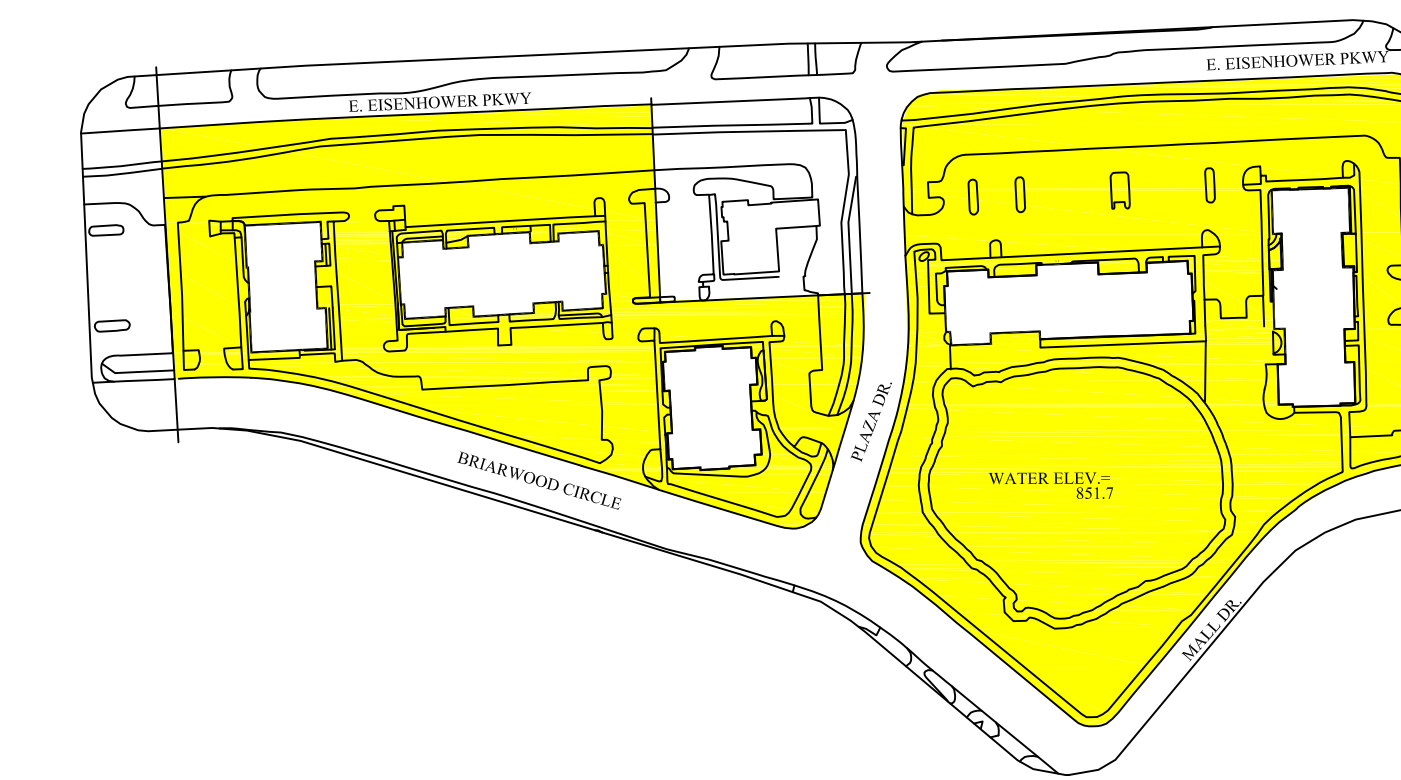 E. EISENHOWER PKWY
E. EISENHOWER PKWY
PLAZA DR.
BRIARWOOD CIRCLE
WATER ELEV.=
851.7
MALL DR.